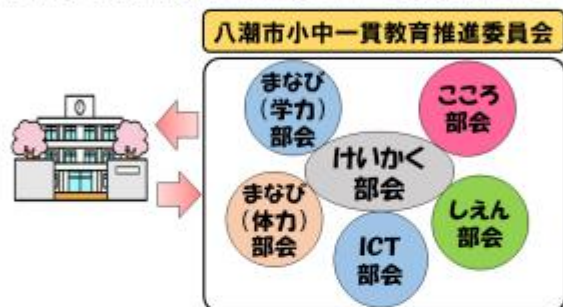 八潮市小中一貫教育推進委員会
まなび
(学力)
部会
こころ
部会
けいかく
部会
まなび
(体力)
部会
しえん
部会
ICT
部会